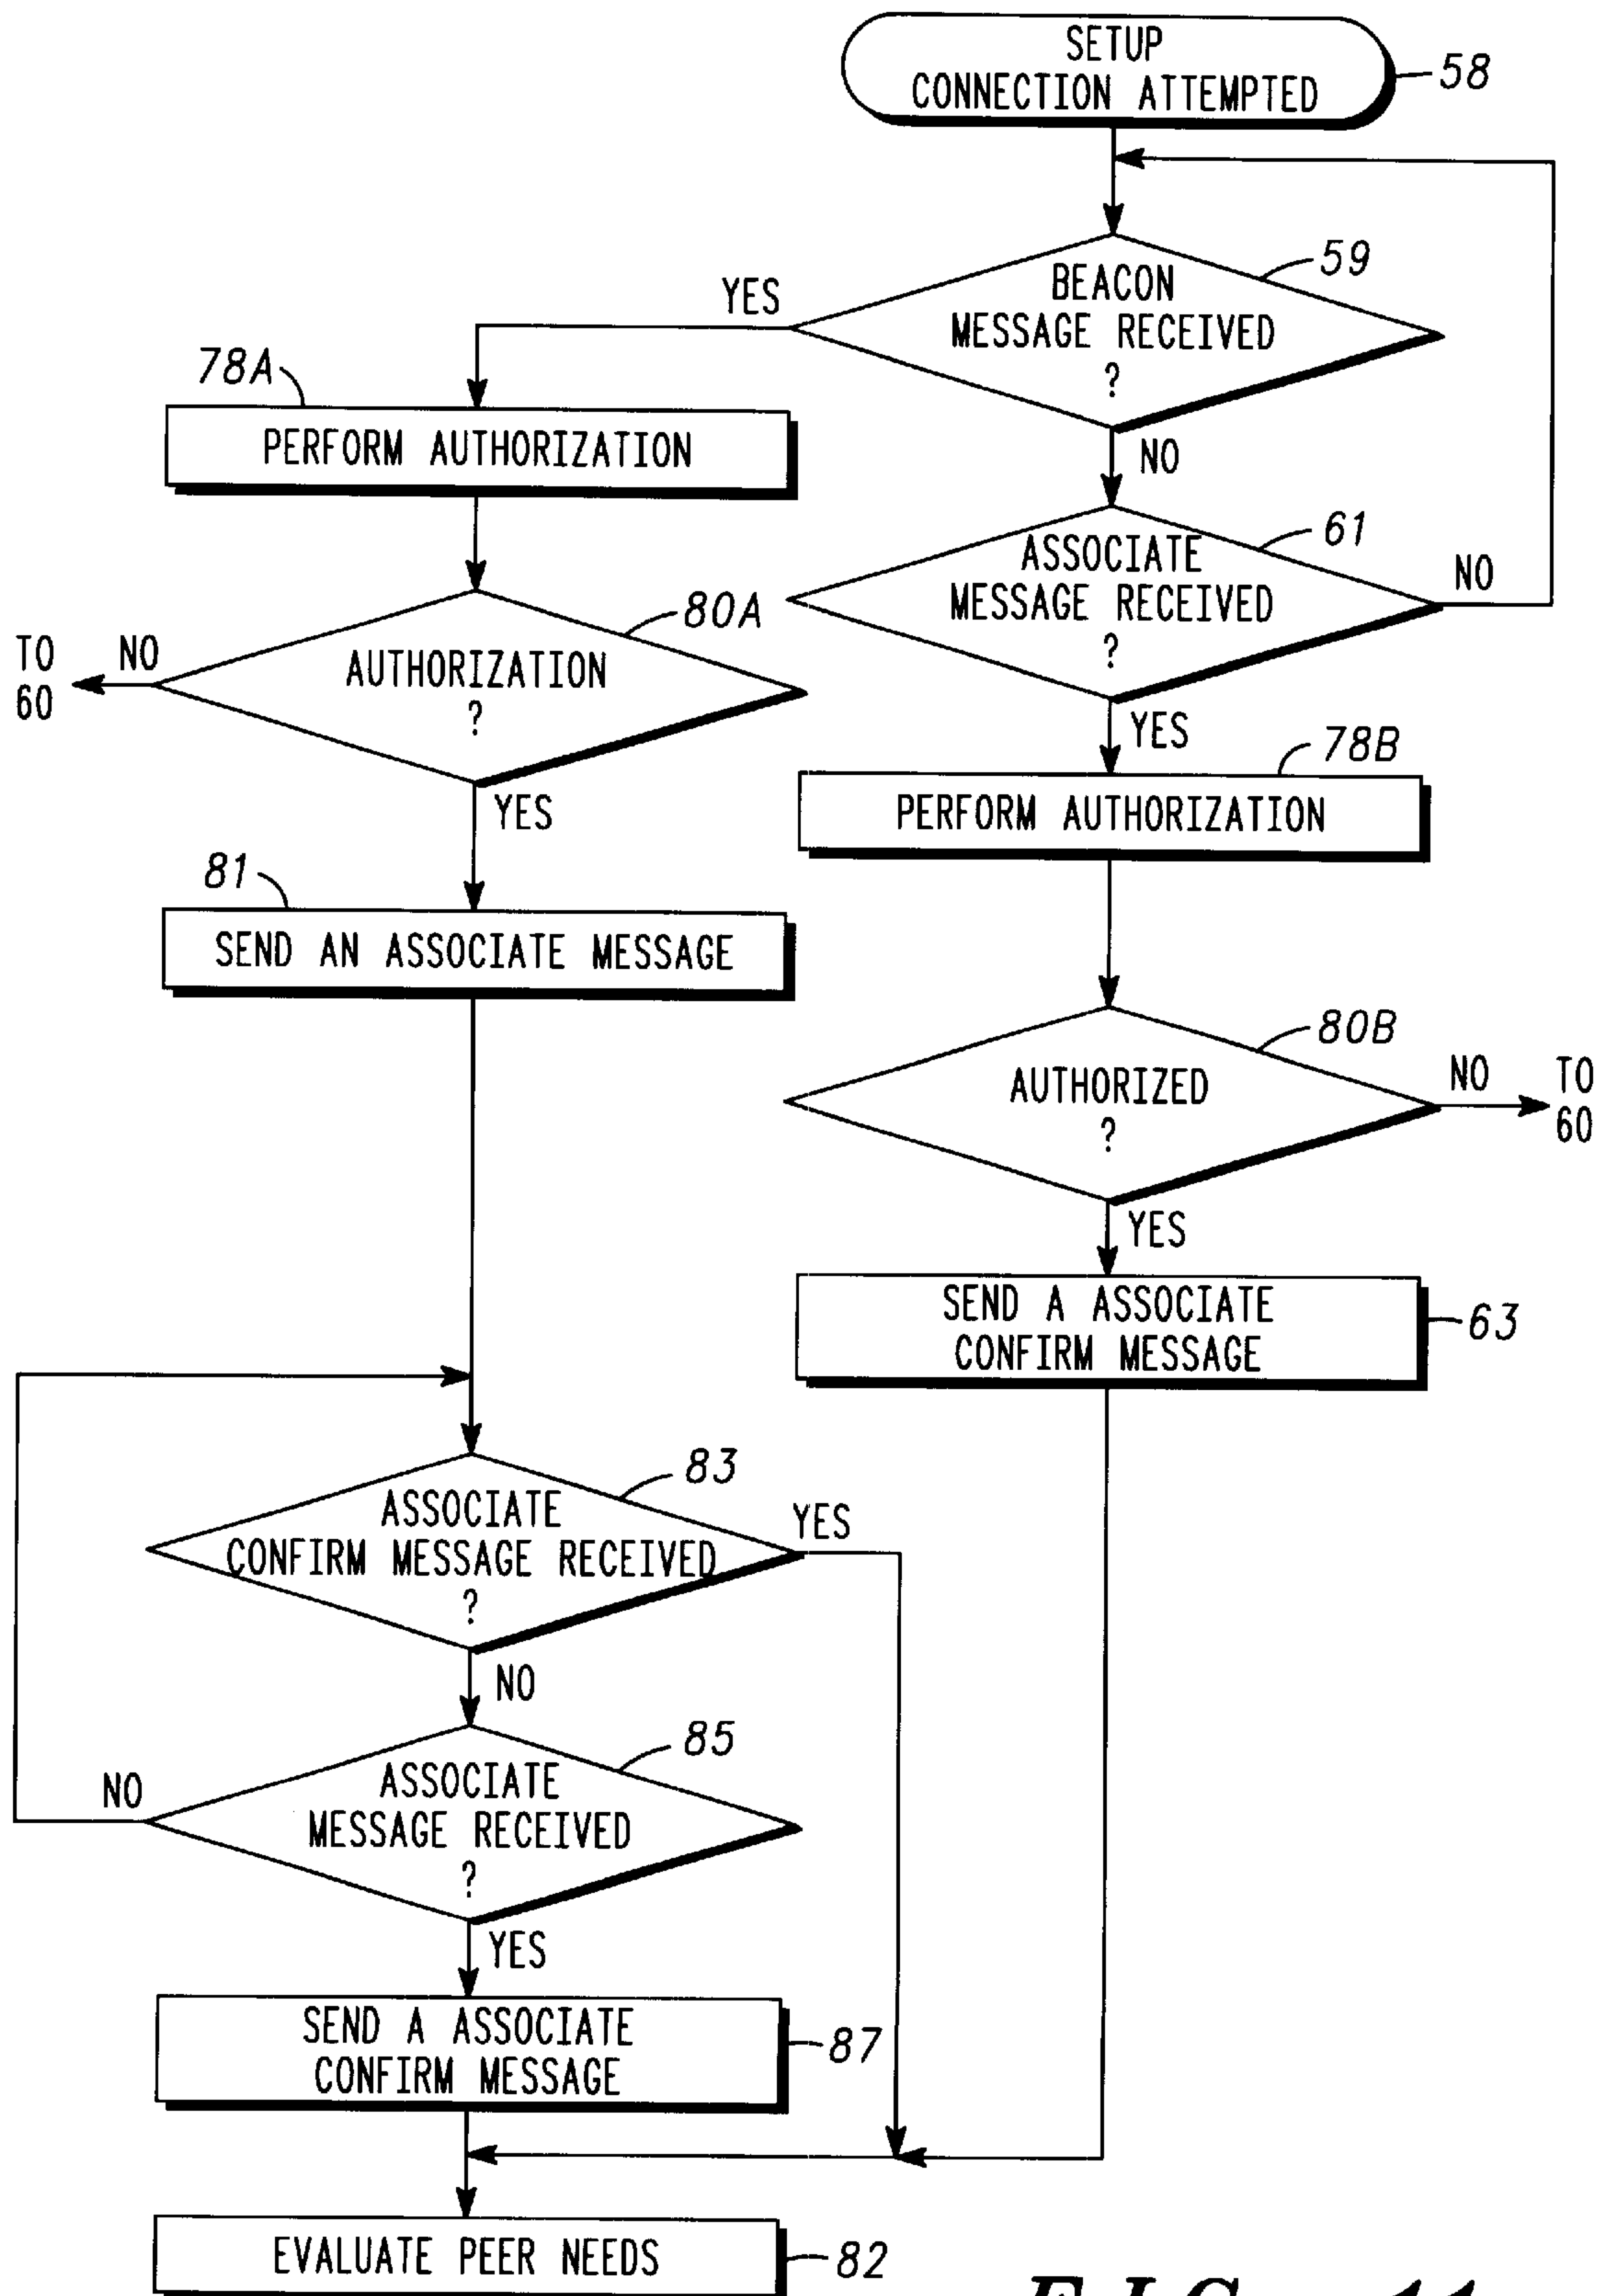 SETUP
CONNECTION ATTEMPTED
58
BEACON
MESSAGE RECEIVED
?
59
YES
NO
78A
PERFORM AUTHORIZATION
ASSOCIATE
MESSAGE RECEIVED
?
61
NO
YES
80A
AUTHORIZATION
?
NO
TO
60
YES
78B
PERFORM AUTHORIZATION
81
SEND AN ASSOCIATE MESSAGE
80B
AUTHORIZED
?
NO
TO
60
YES
SEND A ASSOCIATE
CONFIRM MESSAGE
63
83
ASSOCIATE
CONFIRM MESSAGE RECEIVED
?
YES
NO
85
ASSOCIATE
MESSAGE RECEIVED
?
NO
YES
SEND A ASSOCIATE
CONFIRM MESSAGE
87
EVALUATE PEER NEEDS
82